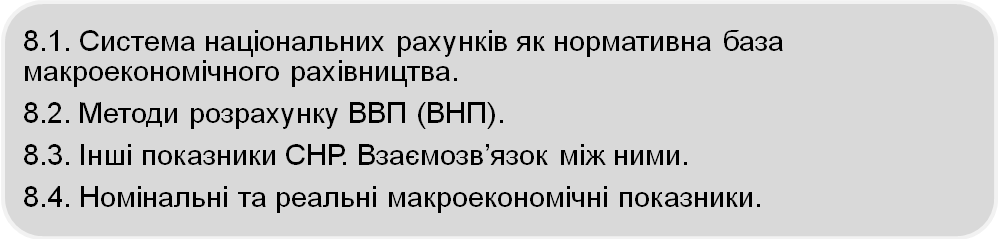 8.1. Система національних рахунків як нормативна база
макроекономічного рахівництва.
8.2. Методи розрахунку ВВП (ВНП).
8.3. Інші показники СНР. Взаємозв’язок між ними.
8.4. Номінальні та реальні макроекономічні показники.